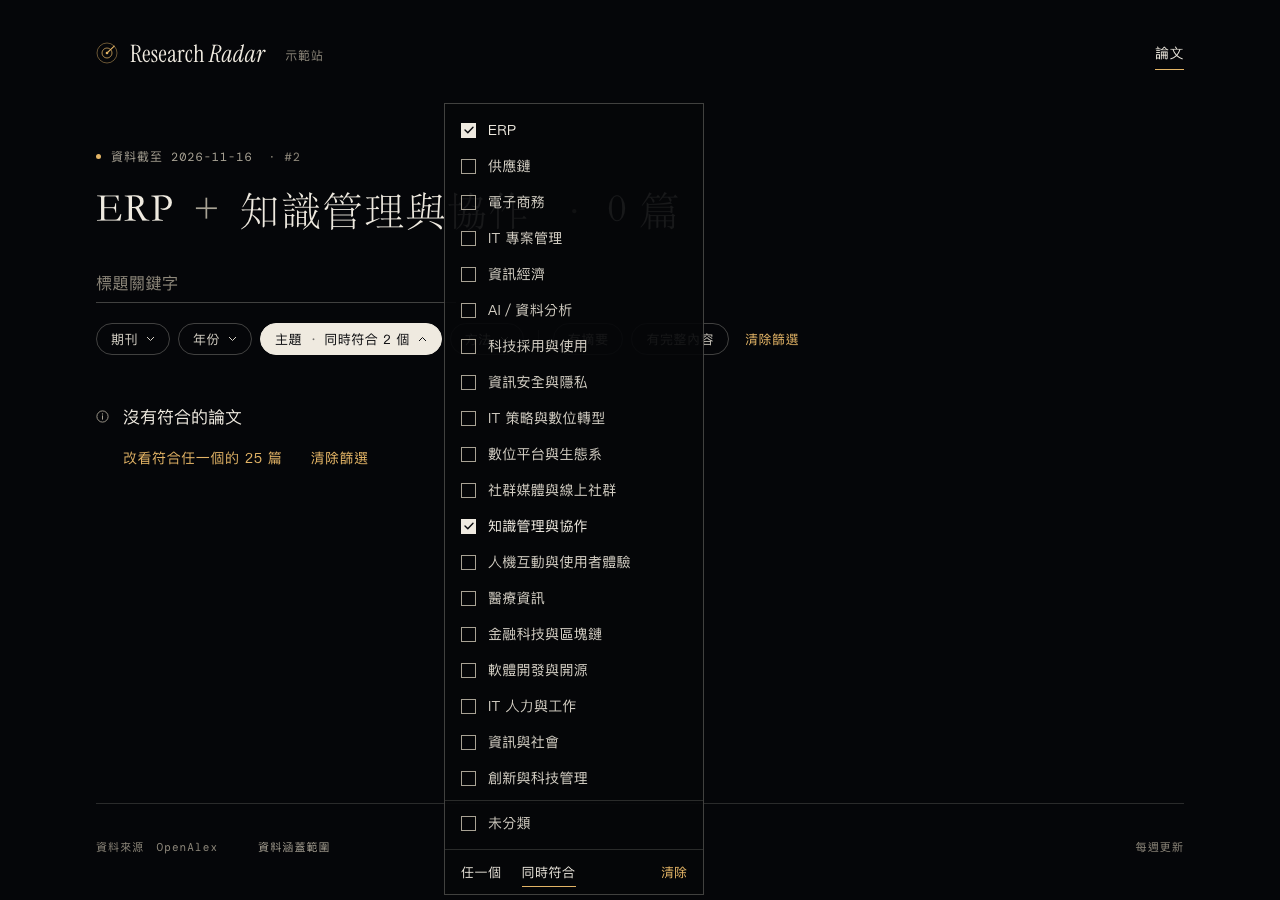 Research Radar 示範站
論文
資料截至 2026-11-16 · #2
ERP + 知識管理與協作 · 0 篇
標題關鍵字
期刊
年份
主題 · 同時符合 2 個
有完整內容
清除篩選
沒有符合的論文
改看符合任一個的 25 篇
清除篩選
ERP
供應鏈
電子商務
IT 專案管理
資訊經濟
AI / 資料分析
科技採用與使用
資訊安全與隱私
IT 策略與數位轉型
數位平台與生態系
社群媒體與線上社群
知識管理與協作
人機互動與使用者體驗
醫療資訊
金融科技與區塊鏈
軟體開發與開源
IT 人力與工作
資訊與社會
創新與科技管理
未分類
任一個
同時符合
清除
資料來源 OpenAlex
資料涵蓋範圍
每週更新